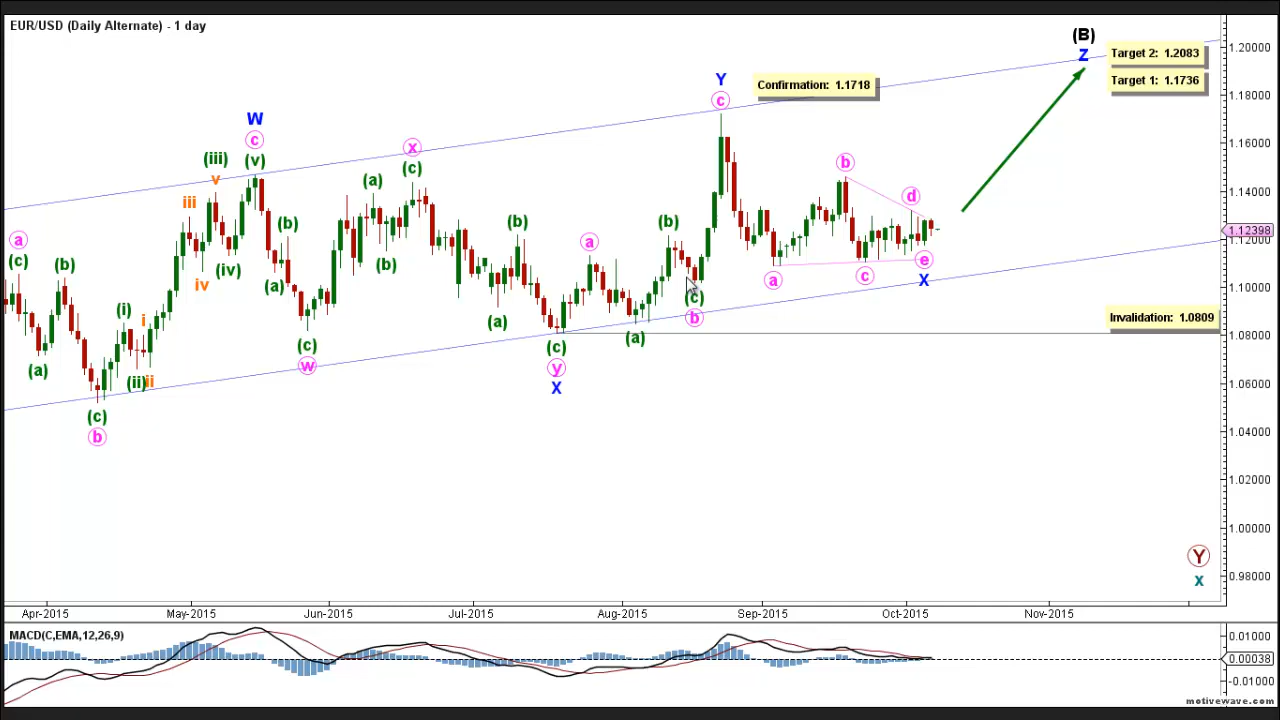 EUR/USD (Daily Alternate) - 1 day
(B)
Z
Target 2: 1.2083
Target 1: 1.1736
Confirmation: 1.1718
Invalidation: 1.0809
Y
c
W
c
(v)
(iii)
v
iii
x
(c)
(a)
(b)
b
d
a
(c)
(b)
(b)
(b)
(b)
a
iv
(iv)
(a)
(b)
a
c
e
X
(i)
i
(a)
(a)
(c)
b
(a)
(ii)
ii
(c)
w
(c)
y
X
(c)
b
1.20000
1.18000
1.16000
1.14000
1.12398
1.12000
1.10000
1.08000
1.06000
1.04000
1.02000
1.00000
0.98000
Y
x
Apr-2015
May-2015
Jun-2015
Jul-2015
Aug-2015
Sep-2015
Oct-2015
Nov-2015
MACD(C,EMA,12,26,9)
0.01000
0.00038
-0.01000
motivewave.com